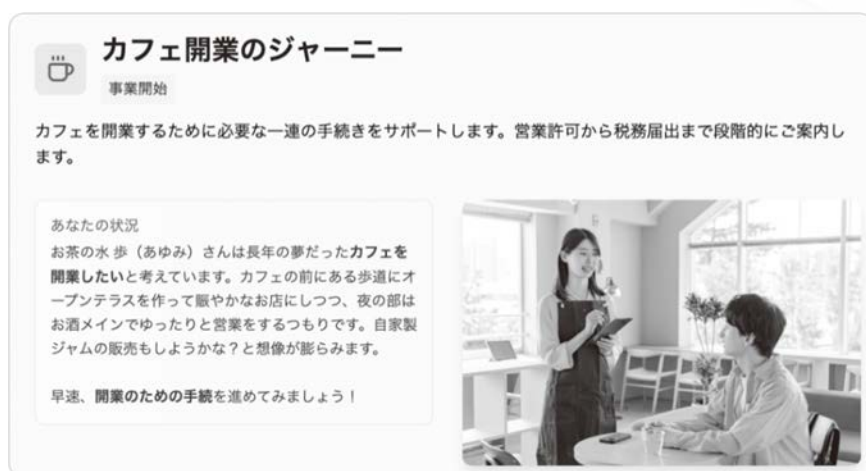 カフェ開業のジャーニー
事業開始
カフェを開業するために必要な一連の手続きをサポートします。営業許可から税務届出まで段階的にご案内し
ます。
あなたの状況
お茶の水 歩（あゆみ）さんは長年の夢だったカフェを
開業したいと考えています。カフェの前にある歩道にオ
ープンテラスを作って賑やかなお店にしつつ、夜の部は
お酒メインでゆったりと営業をするつもりです。自家製
ジャムの販売もしようかな？と想像が膨らみます。
早速、開業のための手続を進めてみましょう！